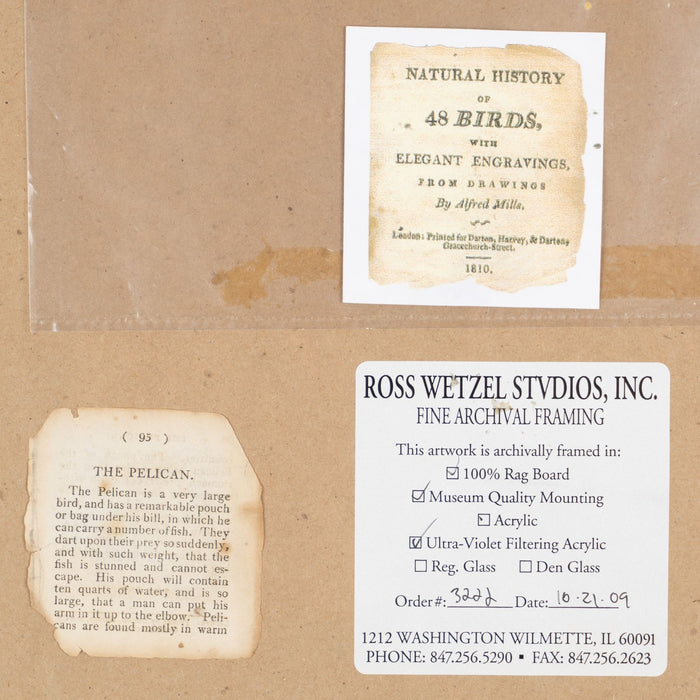 NATURAL HISTORY
OF
48 BIRDS,
WITH
ELEGANT ENGRAVINGS,
FROM DRAWINGS
By Alfred Mills.
London: Printed for Darton, Harvey, & Darton,
Gracechurch-Street.
1810.
( 95 )
THE PELICAN.
The Pelican is a very large
bird, and has a remarkable pouch
or bag under his bill, in which he
can carry a number of fish. They
dart upon their prey so suddenly,
and with such weight, that the
fish is stunned and cannot es-
cape. His pouch will contain
ten quarts of water, and is so
large, that a man can put his
arm in it up to the elbow. Peli-
cans are found mostly in warm
ROSS WETZEL STVDIOS, INC.
FINE ARCHIVAL FRAMING
This artwork is archivally framed in:
☑ 100% Rag Board
☑ Museum Quality Mounting
☐ Acrylic
☑ Ultra-Violet Filtering Acrylic
☐ Reg. Glass ☐ Den Glass
Order#: Date: 10.21.09
1212 WASHINGTON WILMETTE, IL 60091
PHONE: 847.256.5290 ▪ FAX: 847.256.2623